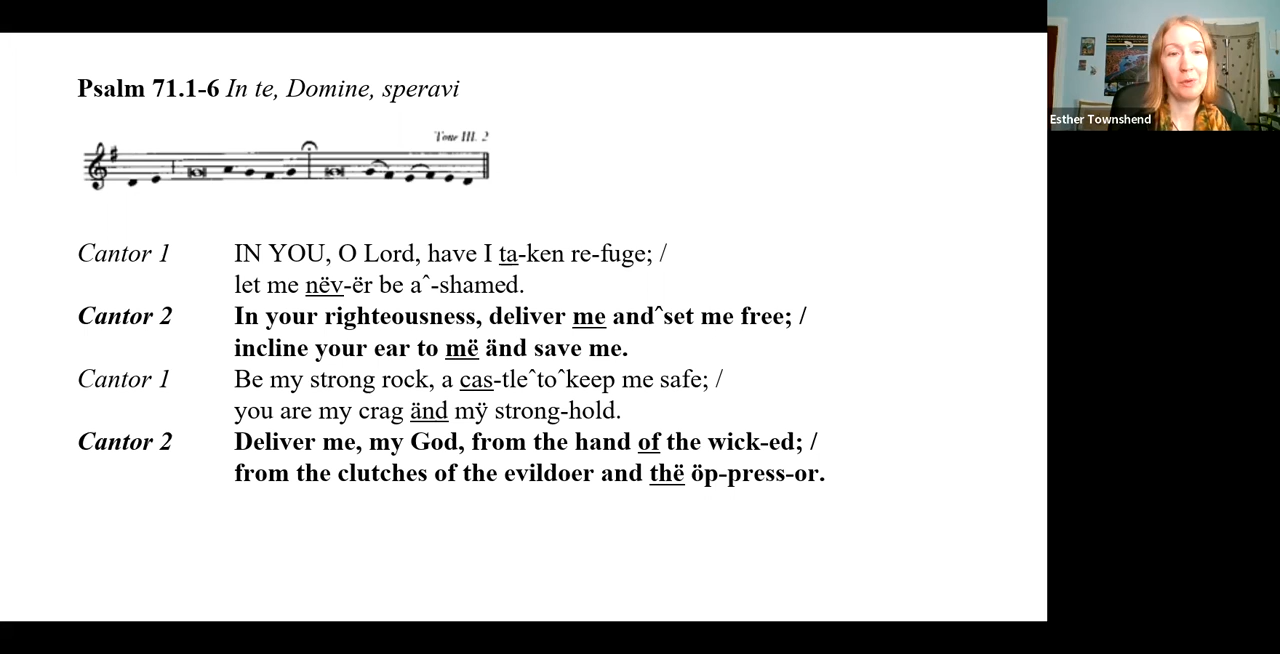 Psalm 71.1-6 In te, Domine, speravi
Tone III. 2
Cantor 1 IN YOU, O Lord, have I ta-ken re-fuge; /
let me nëv-ër be aˆ-shamed.
Cantor 2 In your righteousness, deliver me andˆset me free; /
incline your ear to më änd save me.
Cantor 1 Be my strong rock, a cas-tleˆtoˆkeep me safe; /
you are my crag änd mÿ strong-hold.
Cantor 2 Deliver me, my God, from the hand of the wick-ed; /
from the clutches of the evildoer and thë öp-press-or.
Esther Townshend